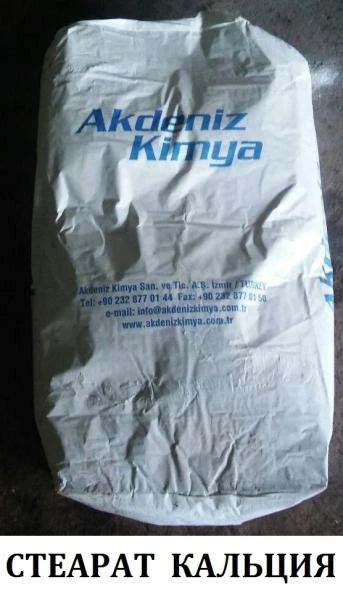 Akdeniz
Kimya
Akdeniz Kimya San. ve Tic. A.Ş. İzmir / TURKEY
Tel: +90 232 877 01 44 Fax: +90 232 877 01 50
e-mail: info@akdenizkimya.com.tr
www.akdenizkimya.com.tr
СТЕАРАТ КАЛЬЦИЯ